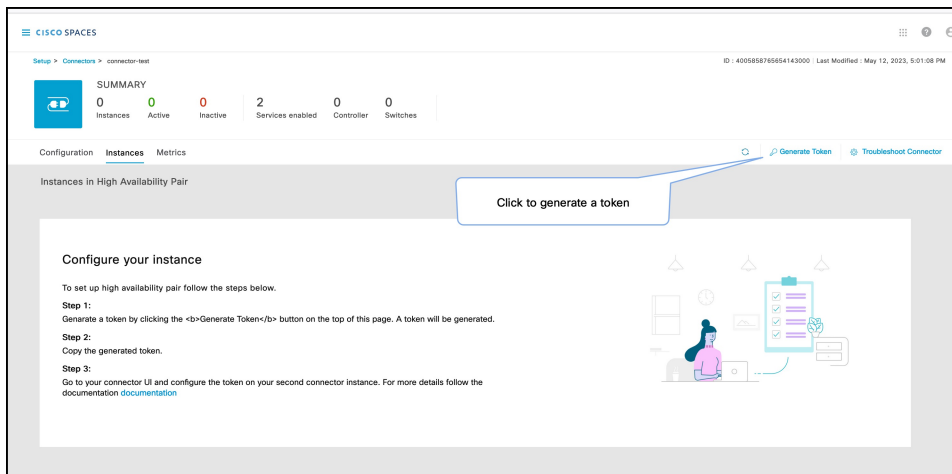 CISCO SPACES
Setup > Connectors > connector-test
ID : 4005858765654143000 | Last Modified : May 12, 2023, 5:01:08 PM
SUMMARY
0 0 0 2 0 0
Instances Active Inactive Services enabled Controller Switches
Configuration Instances Metrics Generate Token Troubleshoot Connector
Instances in High Availability Pair
Click to generate a token
Configure your instance
To set up high availability pair follow the steps below.
Step 1:
Genarate a token by clicking the <b>Generate Token</b> button on the top of this page. A token will be generated.
Step 2:
Copy the generated token.
Step 3:
Go to your connector UI and configure the token on your second connector instance. For more details follow the
documentation documentation